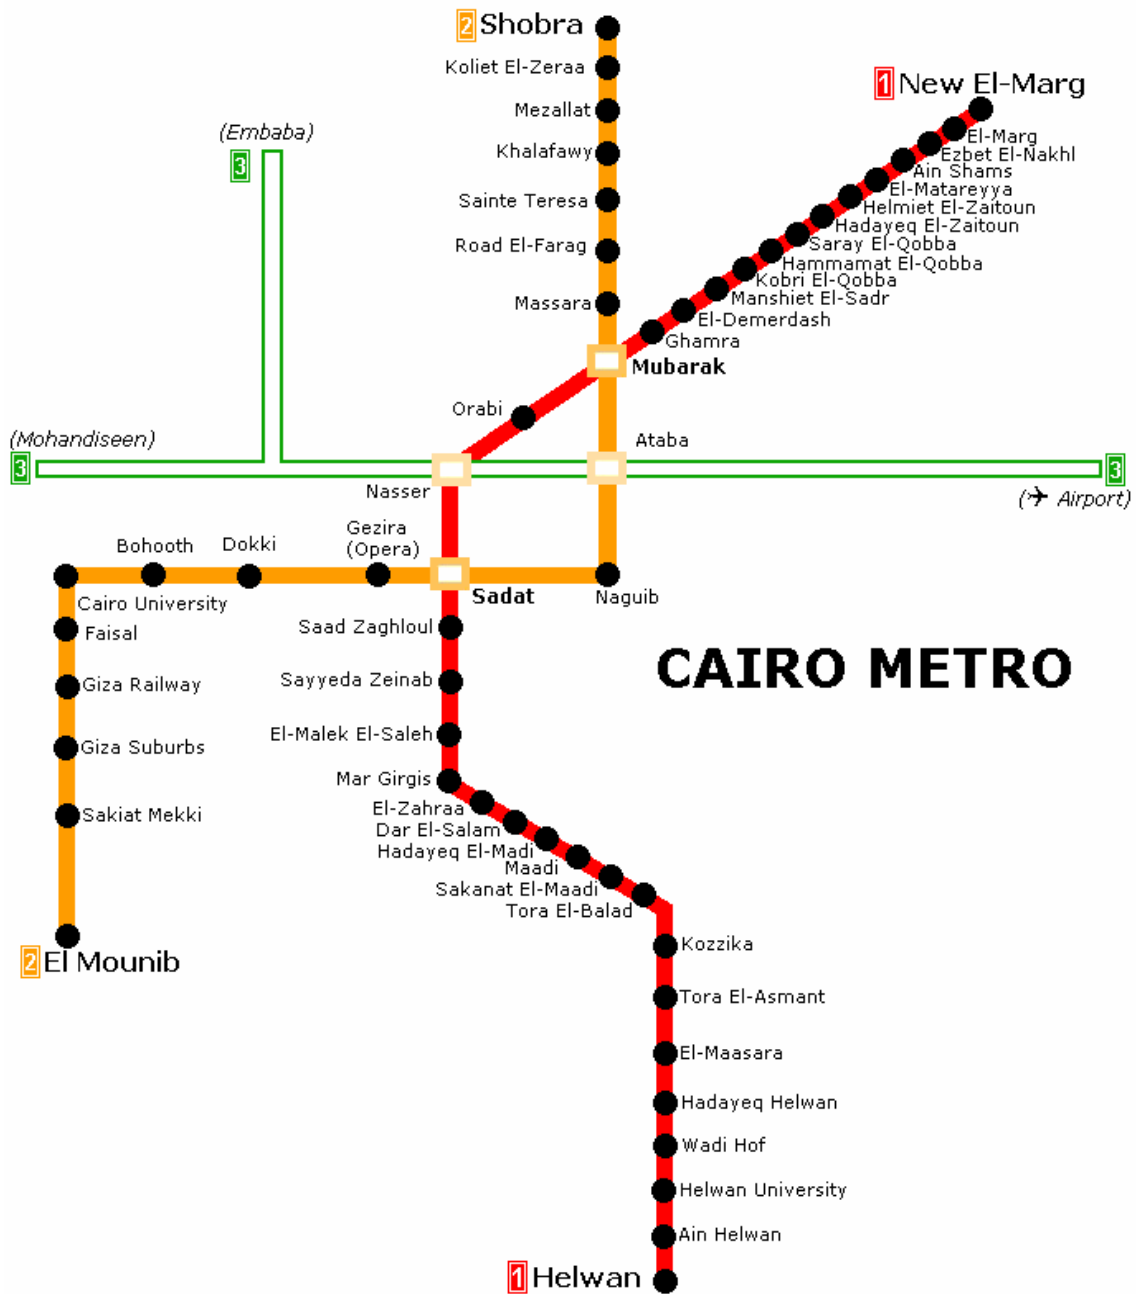 2 Shobra
Koliet El-Zeraa
Mezallat
Khalafawy
Sainte Teresa
Road El-Farag
Massara
1 New El-Marg
El-Marg
Ezbet El-Nakhl
Ain Shams
El-Matareyya
Helmiet El-Zaitoun
Hadayeq El-Zaitoun
Saray El-Qobba
Hammamat El-Qobba
Kobri El-Qobba
Manshiet El-Sadr
El-Demerdash
Ghamra
Mubarak
(Embaba)
3
Orabi
(Mohandiseen)
3
Ataba
3
(✈ Airport)
Nasser
Gezira
(Opera)
Bohooth
Dokki
Cairo University
Sadat
Naguib
Faisal
Giza Railway
Giza Suburbs
Sakiat Mekki
2 El Mounib
Saad Zaghloul
Sayyeda Zeinab
El-Malek El-Saleh
Mar Girgis
El-Zahraa
Dar El-Salam
Hadayeq El-Madi
Maadi
Sakanat El-Maadi
Tora El-Balad
CAIRO METRO
Kozzika
Tora El-Asmant
El-Maasara
Hadayeq Helwan
Wadi Hof
Helwan University
Ain Helwan
1 Helwan